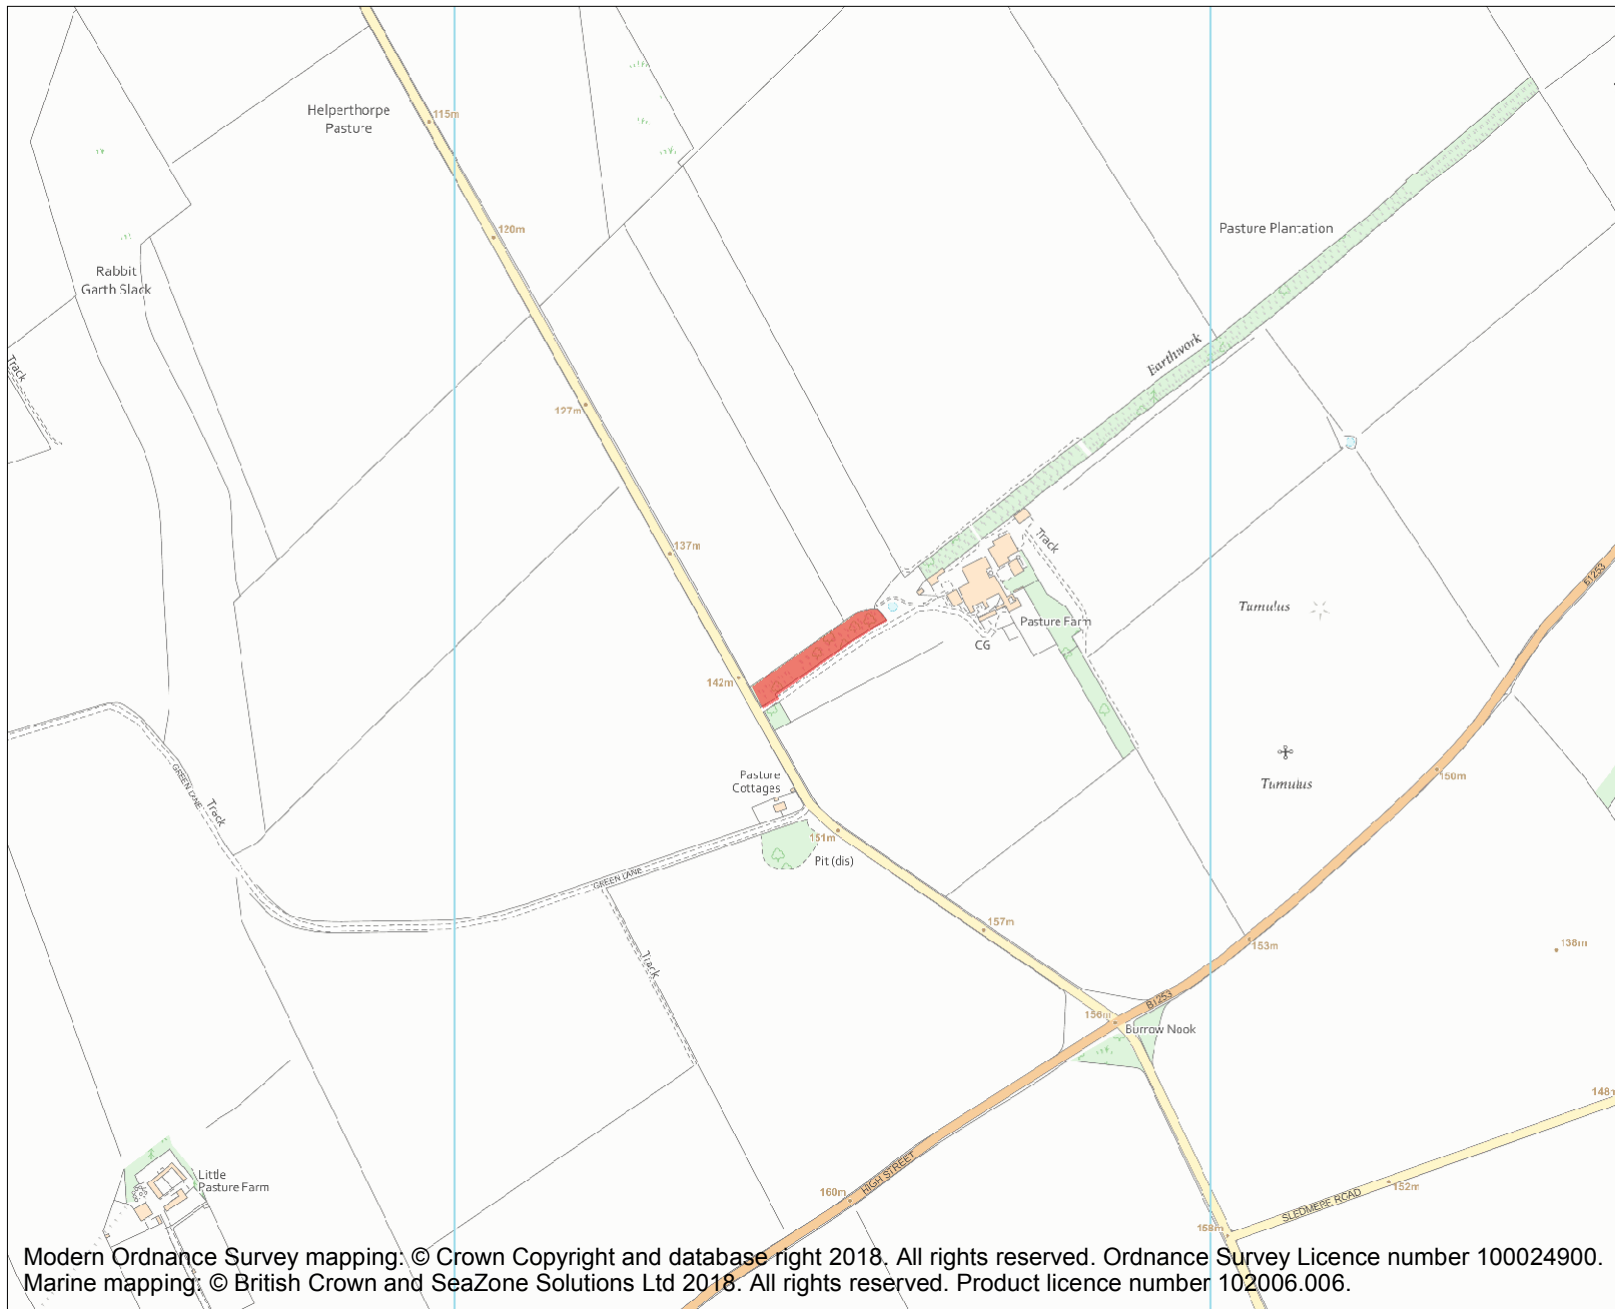 115m
Helperthorpe
Pasture
120m
Pasture Plantation
Rabbit
Garth Slack
Earthwork
Track
127m
Track
137m
B1253
Tumulus
Pasture Farm
CG
142m
Tumulus
Pasture
Cottages
150m
GREEN LANE
Track
151m
Pit (dis)
GREEN LANE
157m
153m
138m
Track
B1253
156m
Burrow Nook
148m
Little
Pasture Farm
HIGH STREET
160m
152m
SLEDMERE ROAD
158m
Modern Ordnance Survey mapping: © Crown Copyright and database right 2018. All rights reserved. Ordnance Survey Licence number 100024900.
Marine mapping: © British Crown and SeaZone Solutions Ltd 2018. All rights reserved. Product licence number 102006.006.